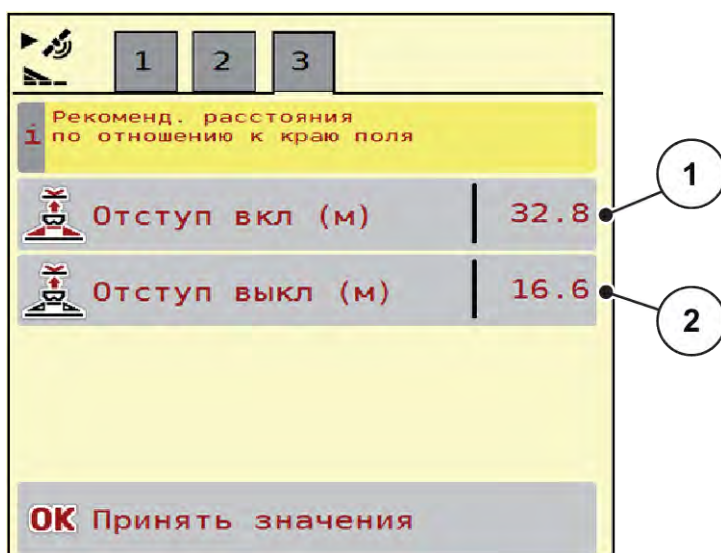 1 2 3
i Рекоменд. расстояния
по отношению к краю поля
Отступ вкл (м) 32.8
1
Отступ выкл (м) 16.6
2
OK Принять значения